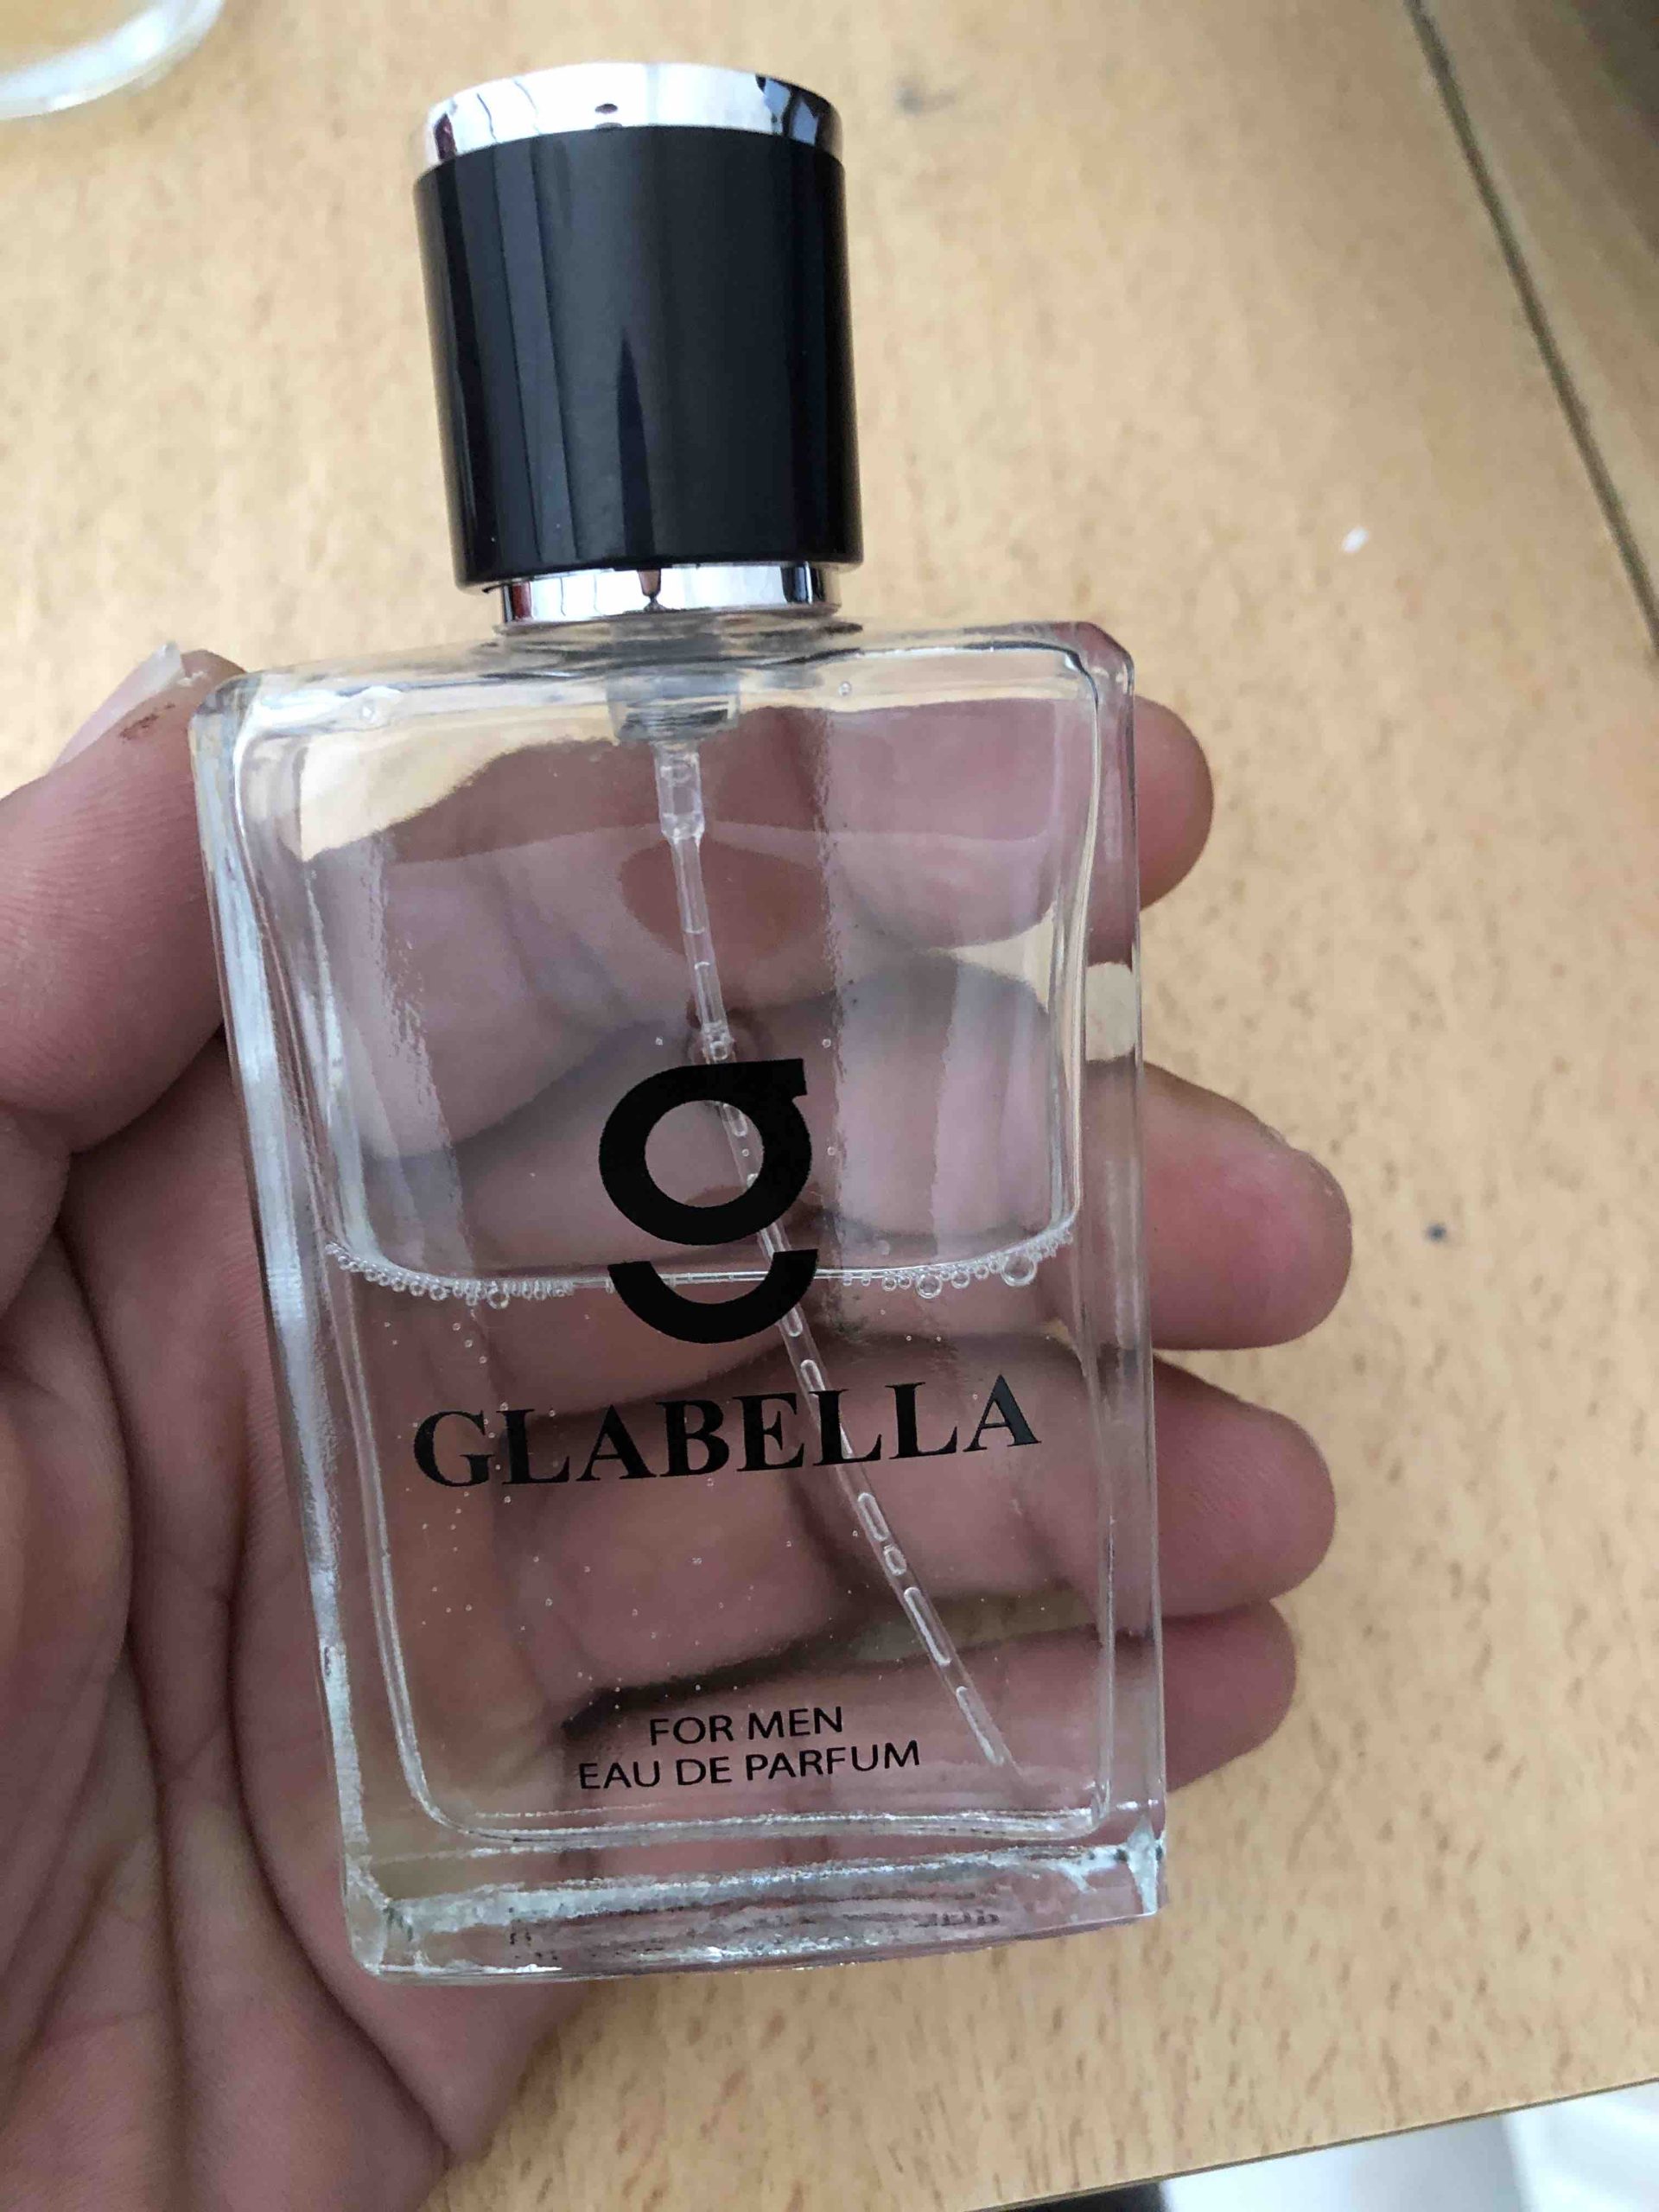 g
GLABELLA
FOR MEN
EAU DE PARFUM